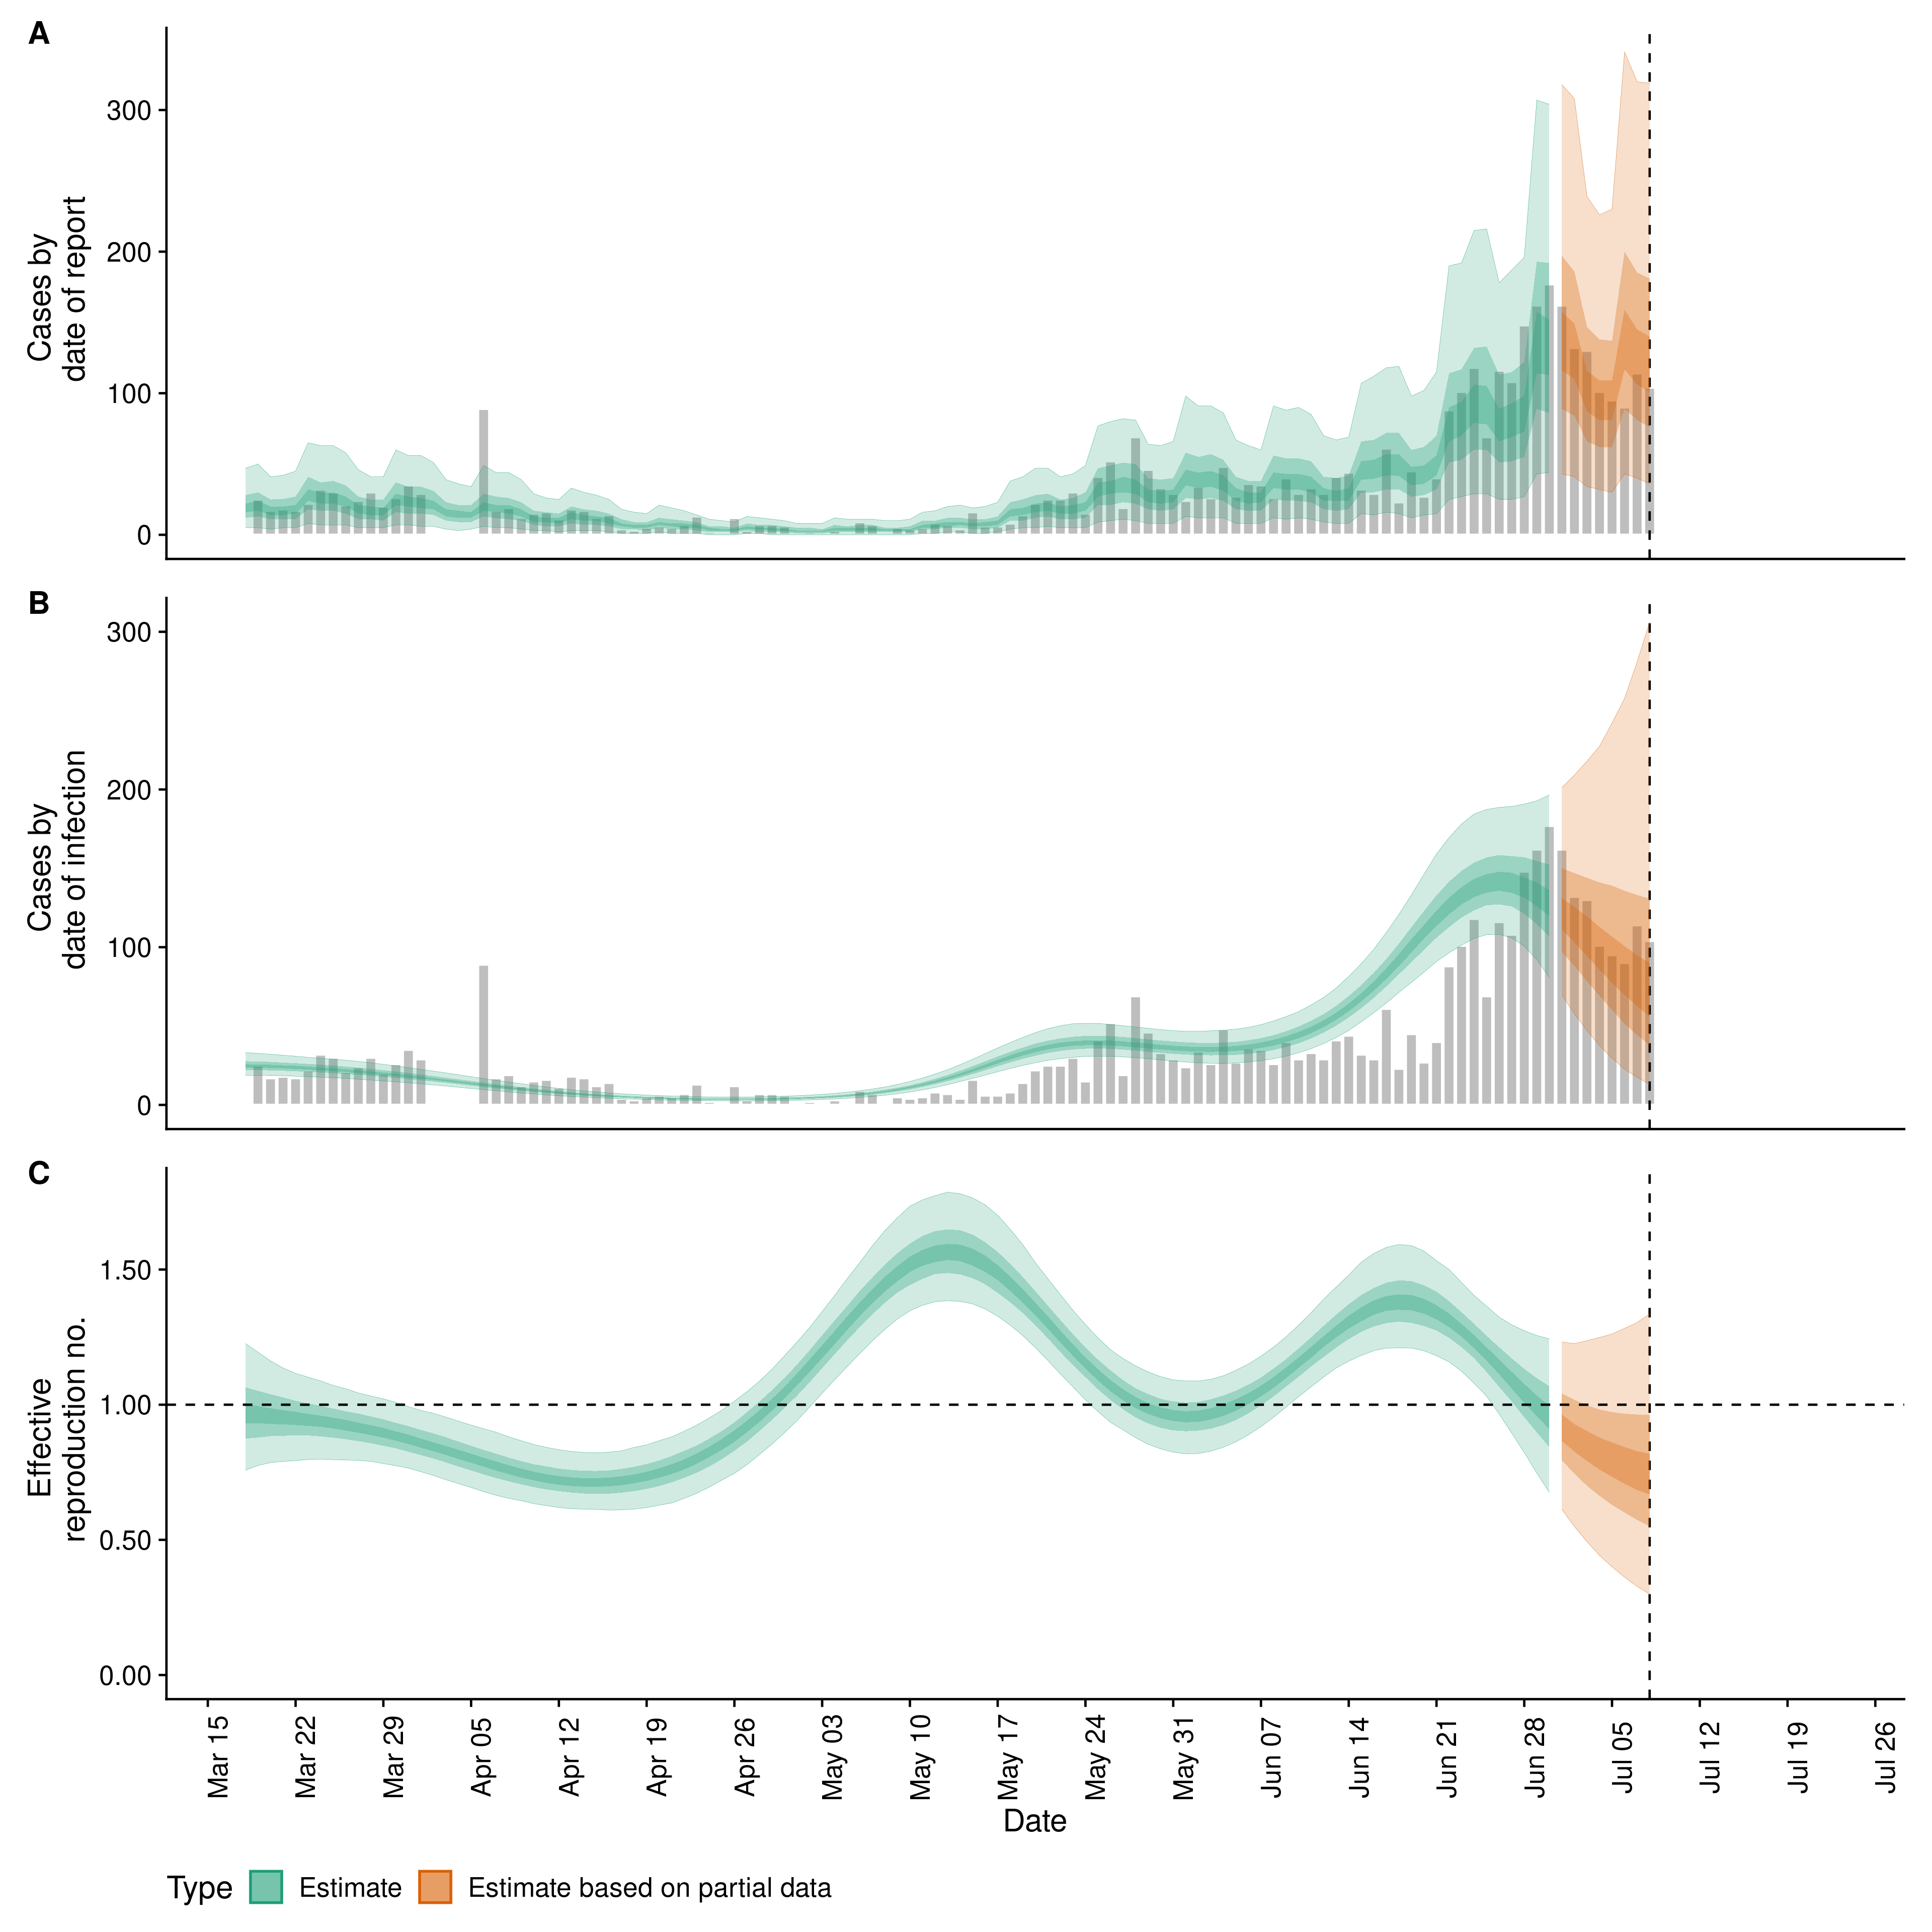 A
Cases by
date of report
300
200
100
0
B
Cases by
date of infection
300
200
100
0
C
Effective
reproduction no.
1.50
1.00
0.50
0.00
Mar 15
Mar 22
Mar 29
Apr 05
Apr 12
Apr 19
Apr 26
May 03
May 10
May 17
May 24
May 31
Jun 07
Jun 14
Jun 21
Jun 28
Jul 05
Jul 12
Jul 19
Jul 26
Date
Type Estimate Estimate based on partial data